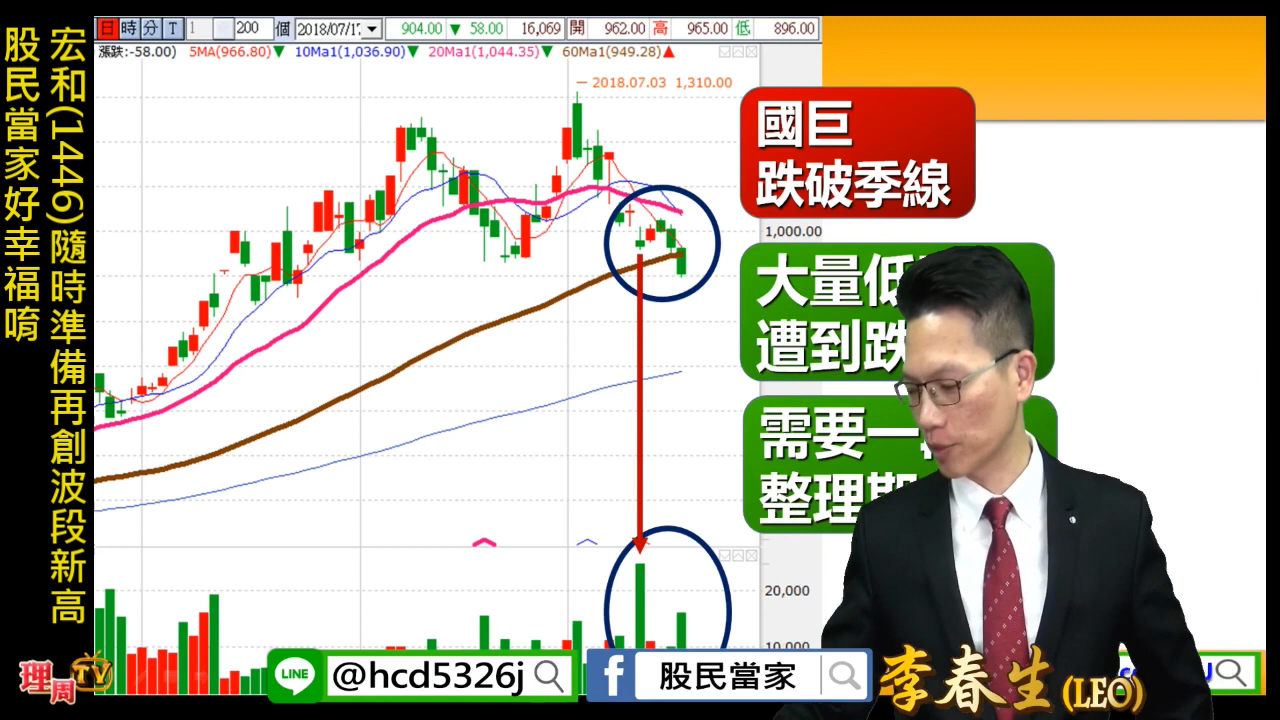 宏和(1446)隨時準備再創波段新高
股民當家好幸福唷
日 時 分 T 1 200 個 2018/07/17 904.00 ▼ 58.00 16,069 開 962.00 高 965.00 低 896.00
漲跌:-58.00) 5MA(966.80)▼ 10Ma1(1,036.90)▼ 20Ma1(1,044.35)▼ 60Ma1(949.28)▲
2018.07.03 1,310.00
國巨
跌破季線
1,000.00
大量低
遭到跌
需要一
整理期
20,000
10,000
理周TV
LINE @hcd5326j
f 股民當家
李春生(LEO)